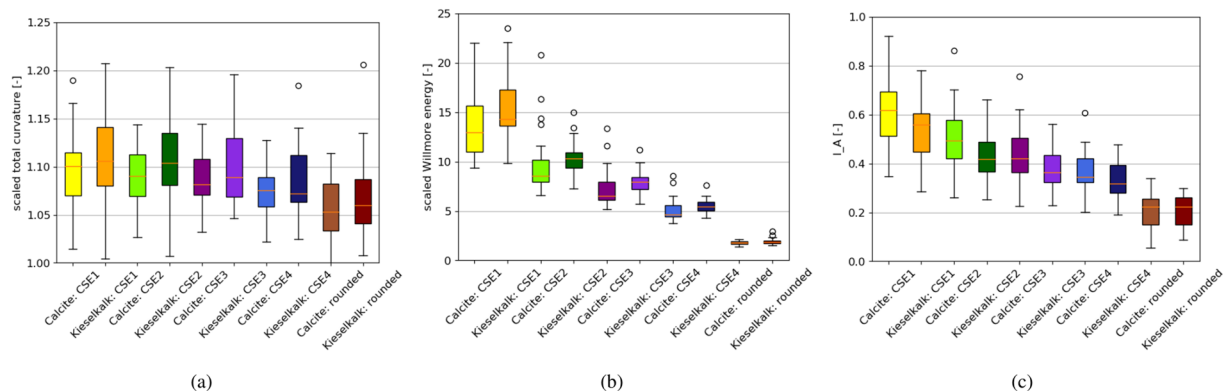 1.25
1.20
1.15
1.10
1.05
1.00
scaled total curvature [-]
Calcite: CSE1
Kieselkalk: CSE1
Calcite: CSE2
Kieselkalk: CSE2
Calcite: CSE3
Kieselkalk: CSE3
Calcite: CSE4
Kieselkalk: CSE4
Calcite: rounded
Kieselkalk: rounded
(a)
25
20
15
10
5
0
scaled Willmore energy [-]
Calcite: CSE1
Kieselkalk: CSE1
Calcite: CSE2
Kieselkalk: CSE2
Calcite: CSE3
Kieselkalk: CSE3
Calcite: CSE4
Kieselkalk: CSE4
Calcite: rounded
Kieselkalk: rounded
(b)
1.0
0.8
0.6
0.4
0.2
0.0
I_A [-]
Calcite: CSE1
Kieselkalk: CSE1
Calcite: CSE2
Kieselkalk: CSE2
Calcite: CSE3
Kieselkalk: CSE3
Calcite: CSE4
Kieselkalk: CSE4
Calcite: rounded
Kieselkalk: rounded
(c)